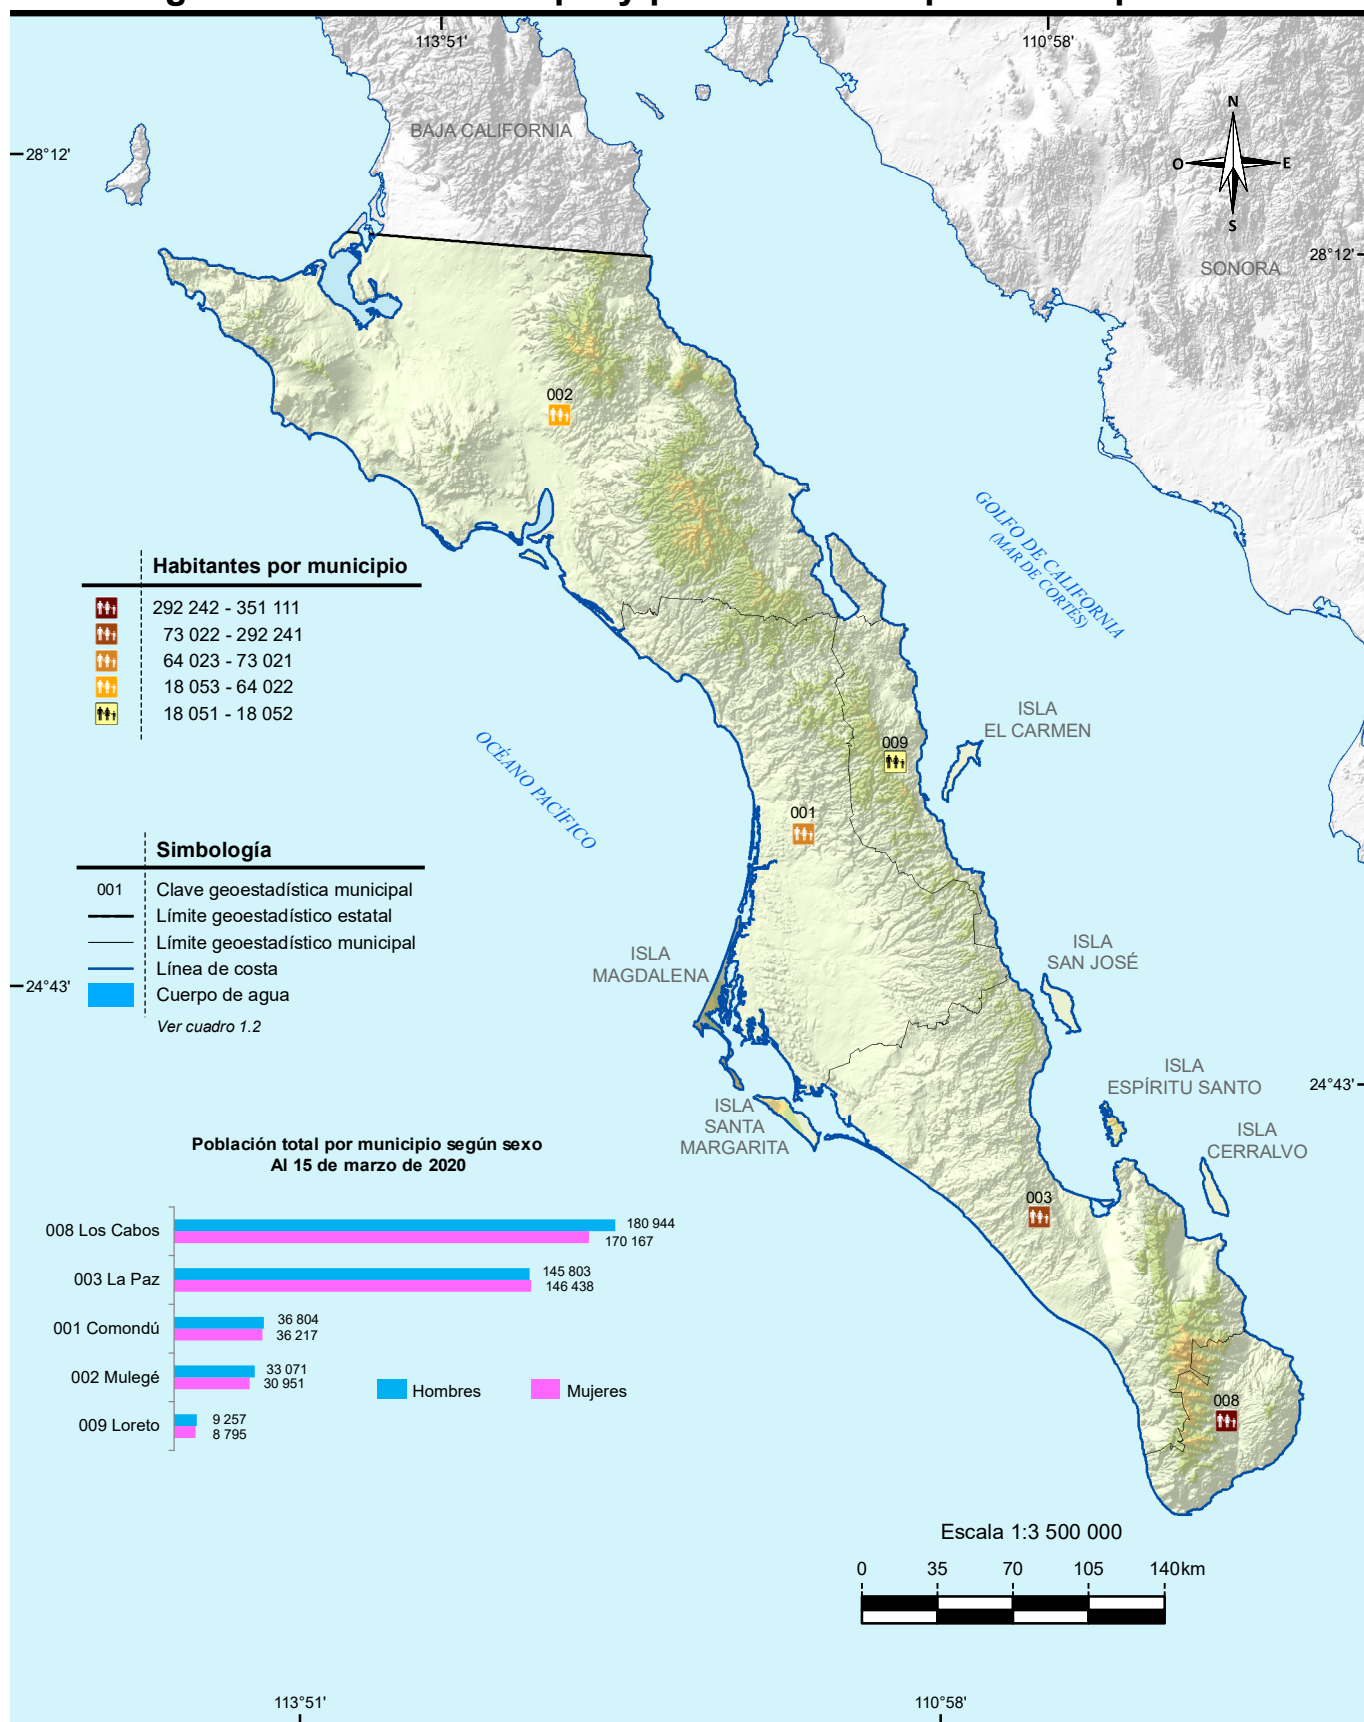 113°51'
110°58'
BAJA CALIFORNIA
28°12'
N
O
E
S
28°12'
SONORA
002
GOLFO DE CALIFORNIA
(MAR DE CORTÉS)
Habitantes por municipio
292 242 - 351 111
73 022 - 292 241
64 023 - 73 021
18 053 - 64 022
18 051 - 18 052
ISLA
EL CARMEN
009
OCÉANO PACÍFICO
001
Simbología
001 Clave geoestadística municipal
Límite geoestadístico estatal
Límite geoestadístico municipal
Línea de costa
Cuerpo de agua
Ver cuadro 1.2
ISLA
MAGDALENA
ISLA
SAN JOSÉ
24°43'
ISLA
ESPÍRITU SANTO
24°43'
ISLA
SANTA
MARGARITA
ISLA
CERRALVO
003
008
Población total por municipio según sexo
Al 15 de marzo de 2020
008 Los Cabos
180 944
170 167
003 La Paz
145 803
146 438
001 Comondú
36 804
36 217
002 Mulegé
33 071
30 951
009 Loreto
9 257
8 795
Hombres
Mujeres
Escala 1:3 500 000
0 35 70 105 140km
113°51'
110°58'